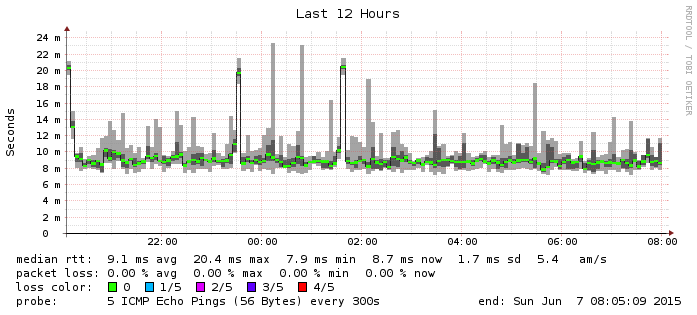 Last 12 Hours
RRDTOOL / TOBI OETIKER
Seconds
24 m
22 m
20 m
18 m
16 m
14 m
12 m
10 m
8 m
6 m
4 m
2 m
0
22:00 00:00 02:00 04:00 06:00 08:00
median rtt: 9.1 ms avg 20.4 ms max 7.9 ms min 8.7 ms now 1.7 ms sd 5.4 am/s
packet loss: 0.00 % avg 0.00 % max 0.00 % min 0.00 % now
loss color: 0 1/5 2/5 3/5 4/5
probe: 5 ICMP Echo Pings (56 Bytes) every 300s end: Sun Jun 7 08:05:09 2015